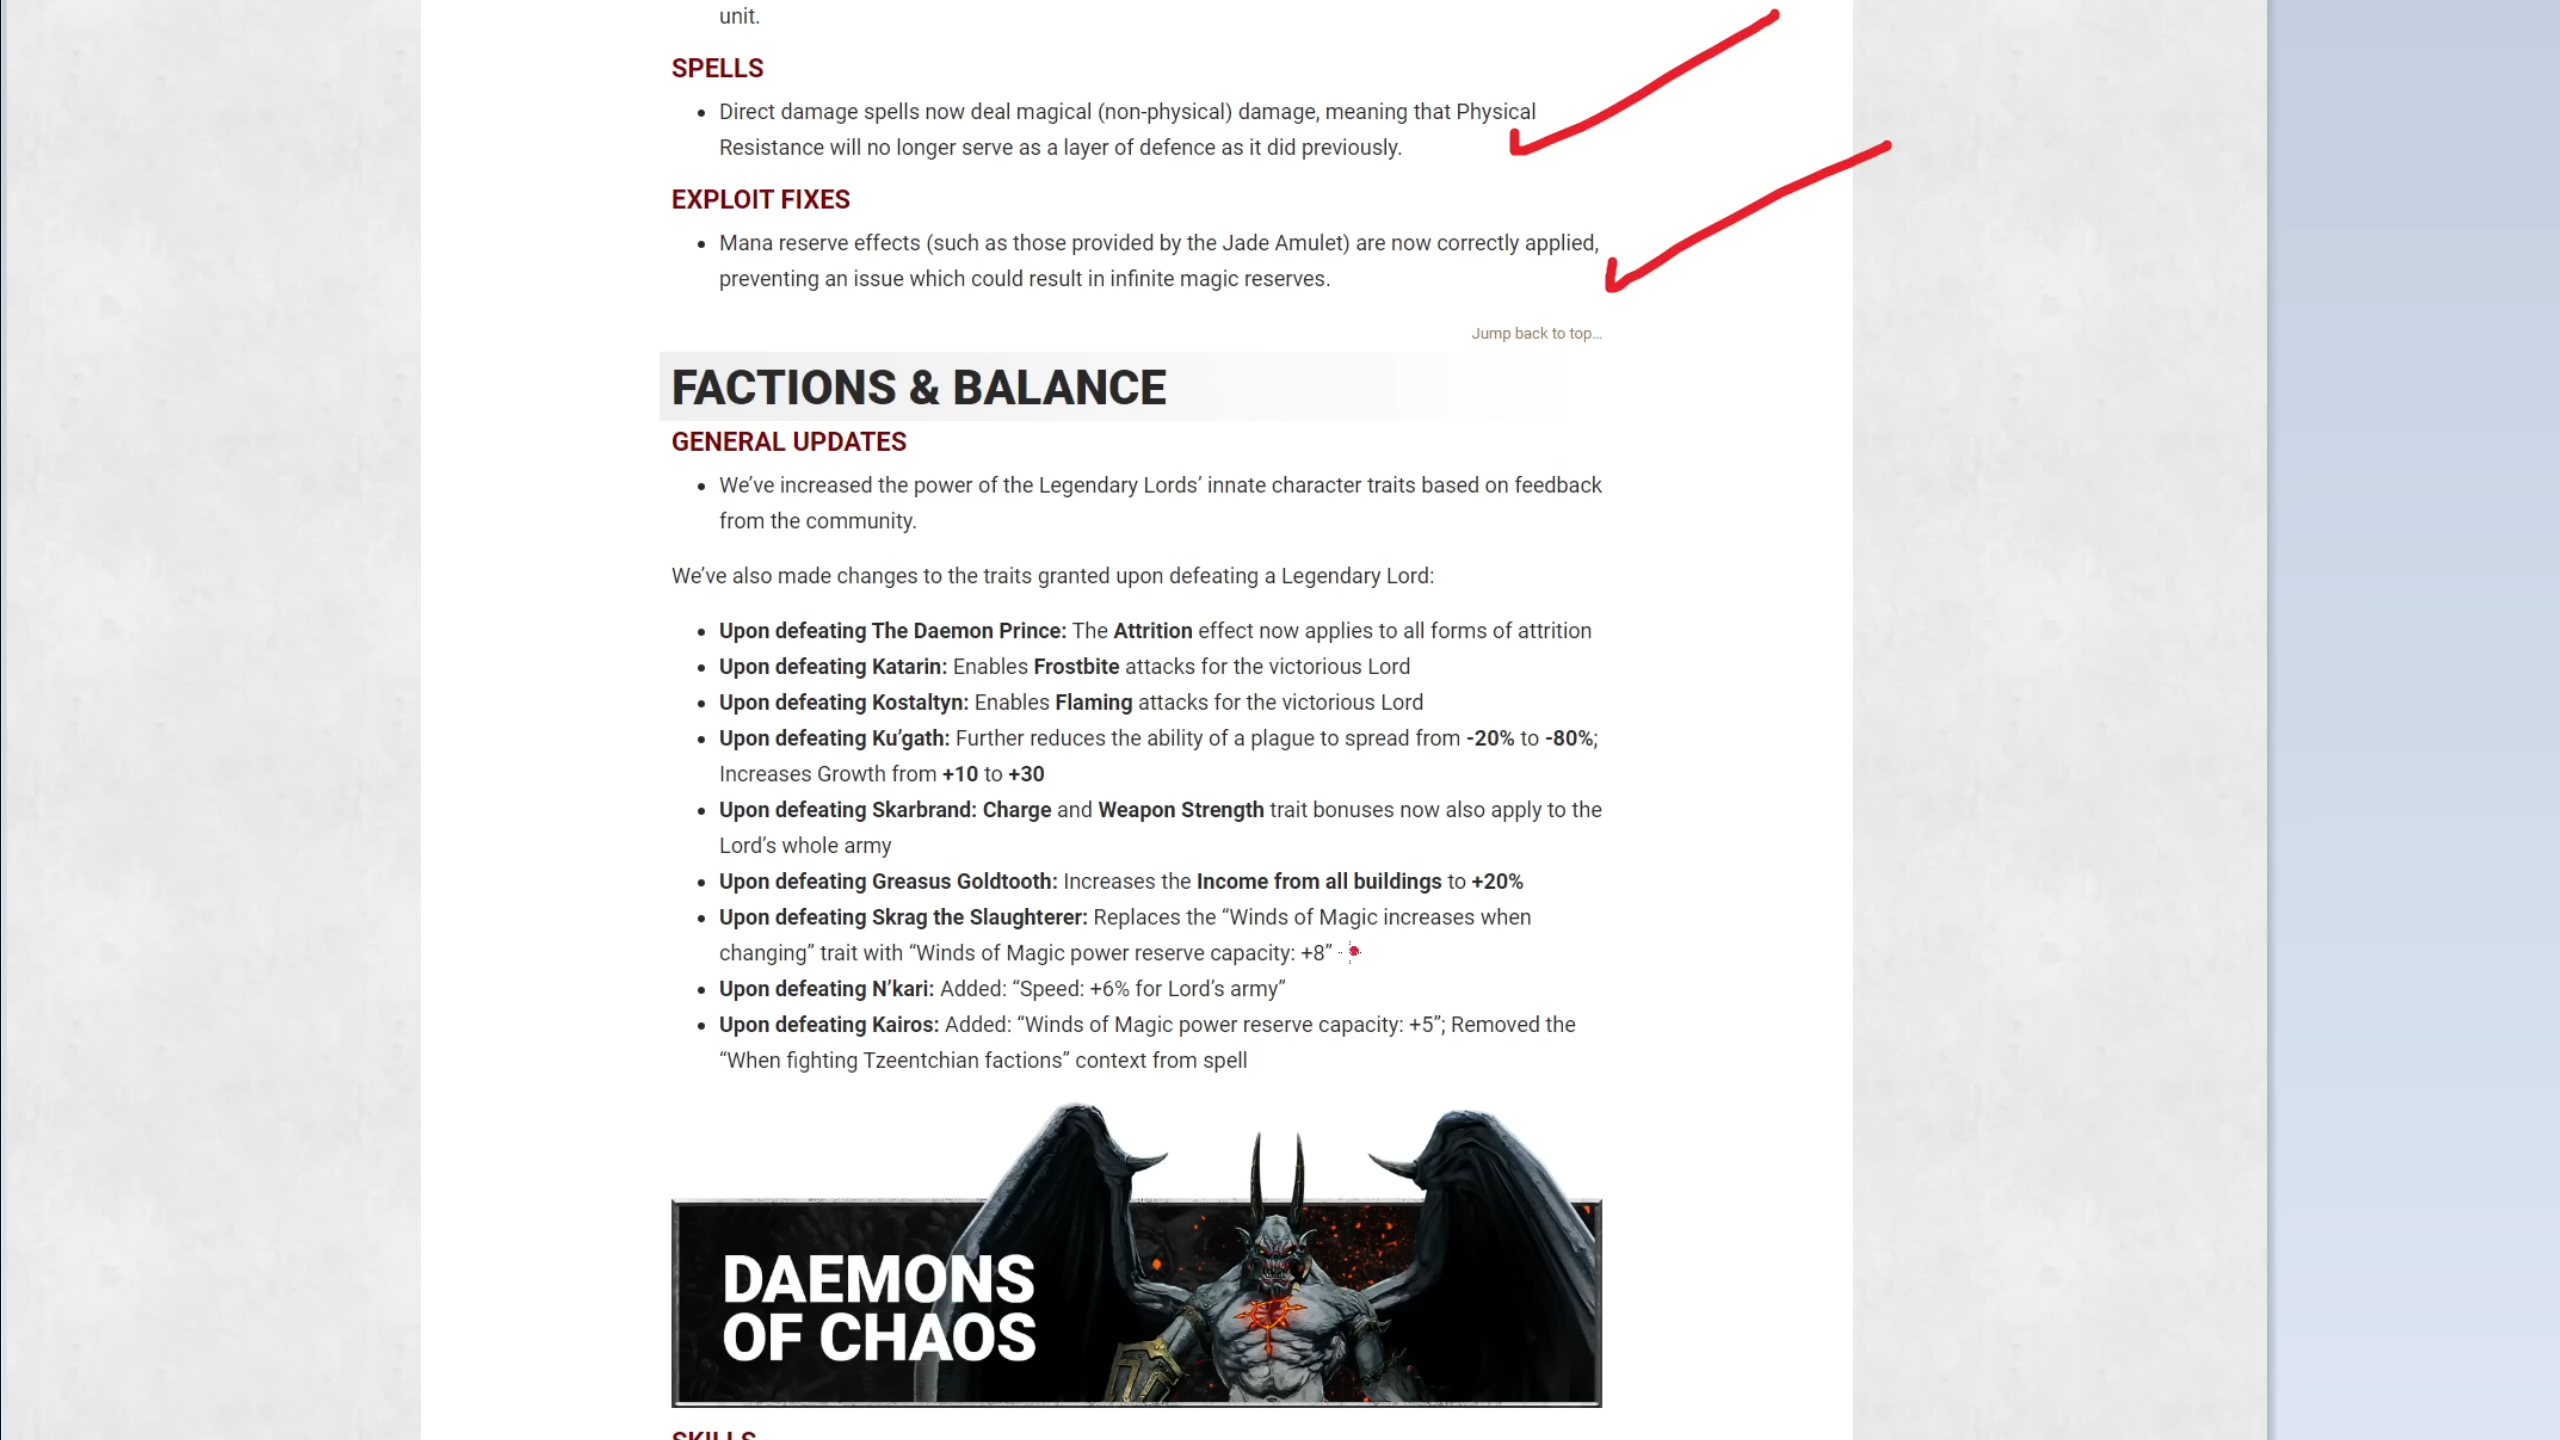 unit.
SPELLS
• Direct damage spells now deal magical (non-physical) damage, meaning that Physical
Resistance will no longer serve as a layer of defence as it did previously.
EXPLOIT FIXES
• Mana reserve effects (such as those provided by the Jade Amulet) are now correctly applied,
preventing an issue which could result in infinite magic reserves.
Jump back to top...
FACTIONS & BALANCE
GENERAL UPDATES
• We’ve increased the power of the Legendary Lords’ innate character traits based on feedback
from the community.
We’ve also made changes to the traits granted upon defeating a Legendary Lord:
• Upon defeating The Daemon Prince: The Attrition effect now applies to all forms of attrition
• Upon defeating Katarin: Enables Frostbite attacks for the victorious Lord
• Upon defeating Kostaltyn: Enables Flaming attacks for the victorious Lord
• Upon defeating Ku’gath: Further reduces the ability of a plague to spread from -20% to -80%;
Increases Growth from +10 to +30
• Upon defeating Skarbrand: Charge and Weapon Strength trait bonuses now also apply to the
Lord’s whole army
• Upon defeating Greasus Goldtooth: Increases the Income from all buildings to +20%
• Upon defeating Skrag the Slaughterer: Replaces the “Winds of Magic increases when
changing” trait with “Winds of Magic power reserve capacity: +8”
• Upon defeating N’kari: Added: “Speed: +6% for Lord’s army”
• Upon defeating Kairos: Added: “Winds of Magic power reserve capacity: +5”; Removed the
“When fighting Tzeentchian factions” context from spell
DAEMONS
OF CHAOS
SKILLS